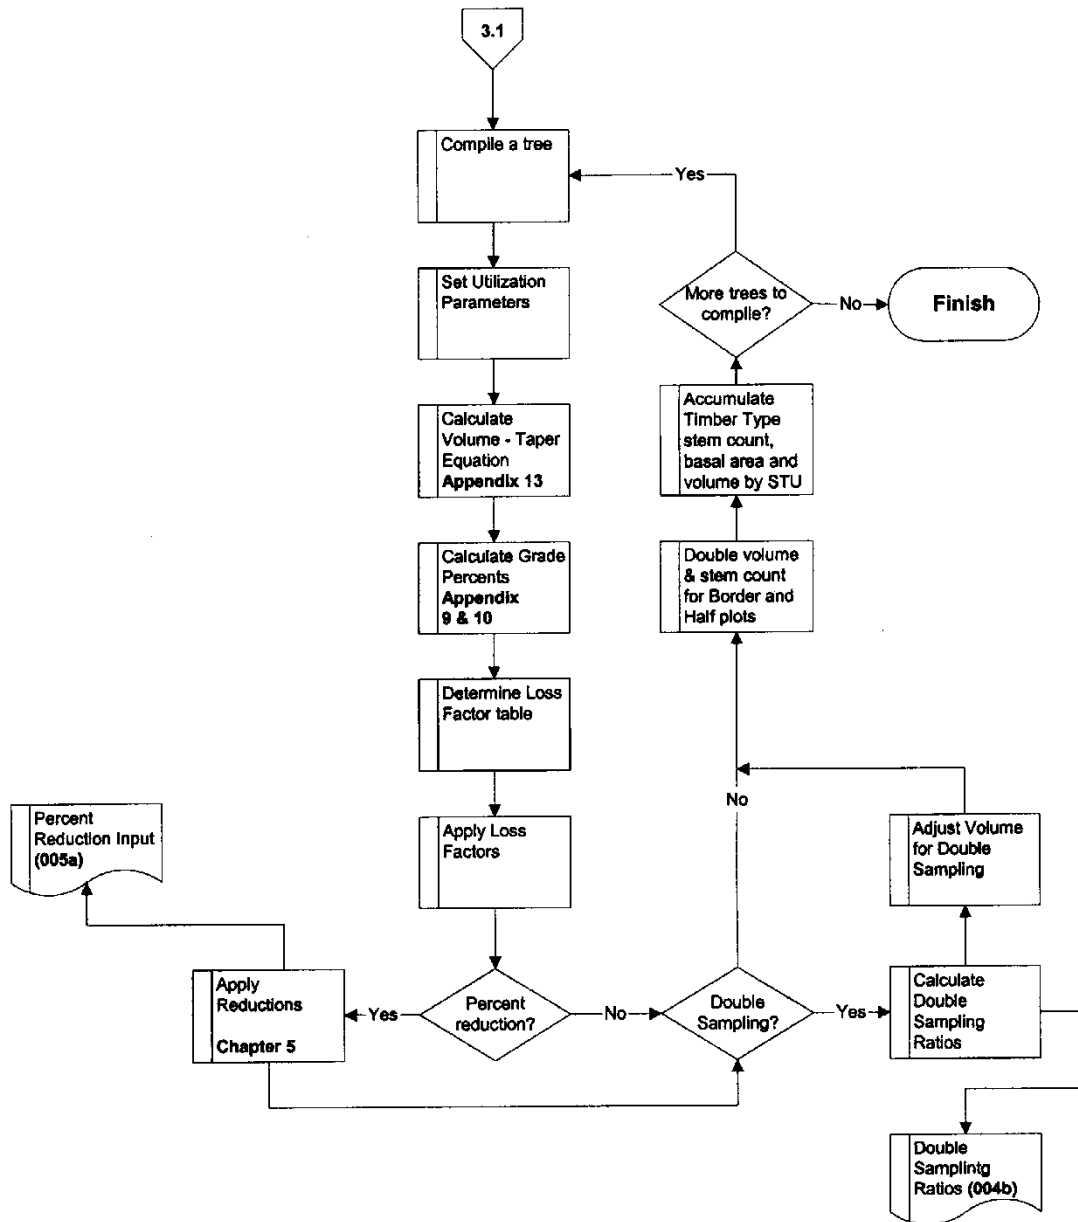 3.1
Compile a tree
Yes
Set Utilization
Parameters
More trees to
compile?
No
Finish
Calculate
Volume - Taper
Equation
Appendix 13
Accumulate
Timber Type
stem count,
basal area and
volume by STU
Calculate Grade
Percents
Appendix
9 & 10
Double volume
& stem count
for Border and
Half plots
Determine Loss
Factor table
No
Percent
Reduction Input
(005a)
Apply Loss
Factors
Adjust Volume
for Double
Sampling
Apply
Reductions
Chapter 5
Yes
Percent
reduction?
No
Double
Sampling?
Yes
Calculate
Double
Sampling
Ratios
Double
Samplintg
Ratios (004b)